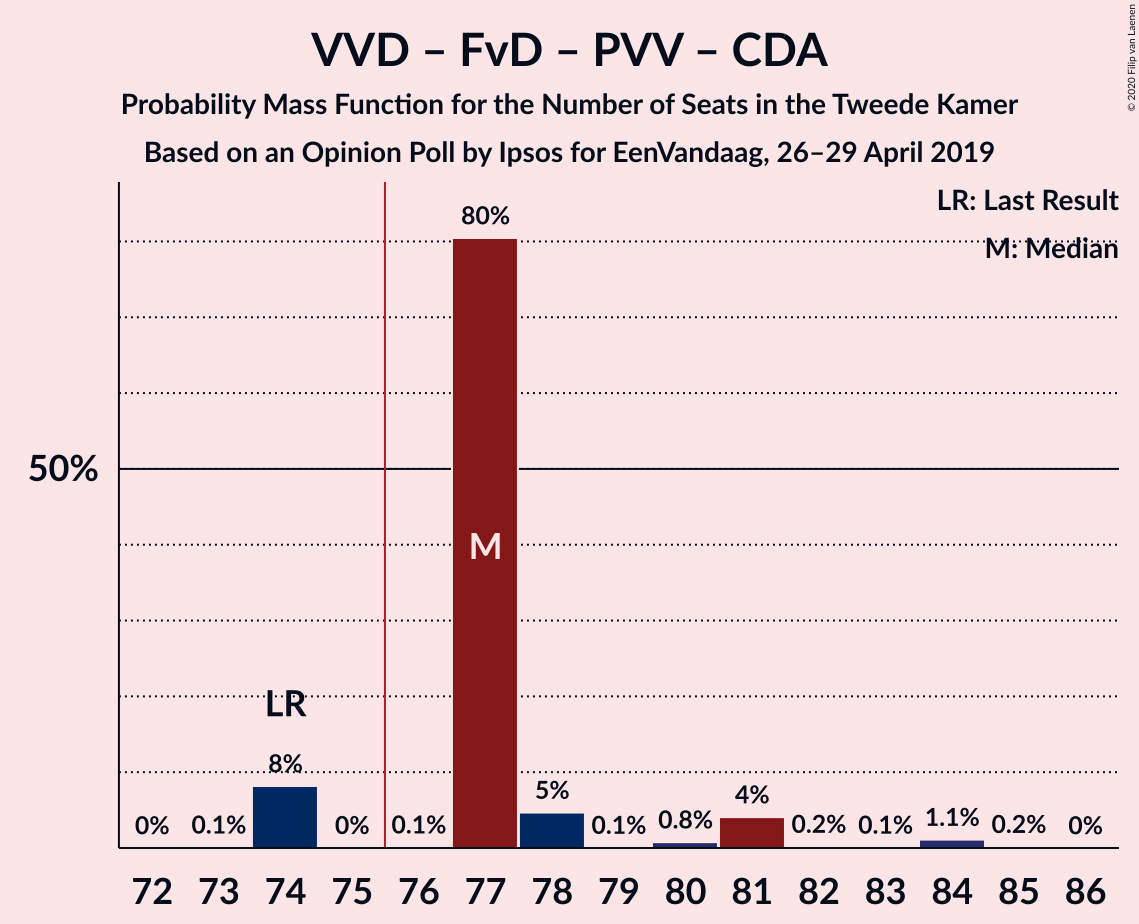 VVD – FvD – PVV – CDA
Probability Mass Function for the Number of Seats in the Tweede Kamer
Based on an Opinion Poll by Ipsos for EenVandaag, 26–29 April 2019
© 2020 Filip van Laenen
LR: Last Result
M: Median
50%
80%
M
LR
8%
5%
4%
0%
0.1%
0%
0.1%
0.1%
0.8%
0.2%
0.1%
1.1%
0.2%
0%
72 73 74 75 76 77 78 79 80 81 82 83 84 85 86